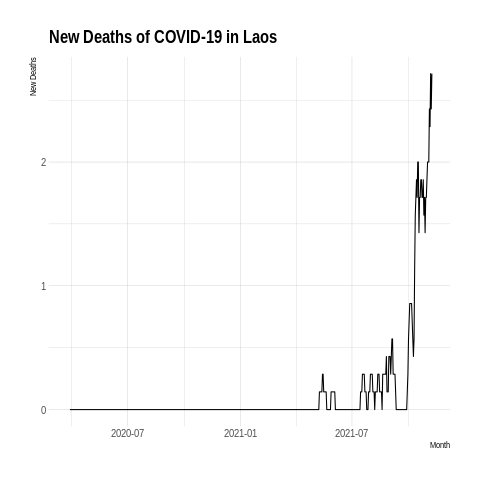 New Deaths of COVID-19 in Laos
New Deaths
2
1
0
2020-07
2021-01
2021-07
Month